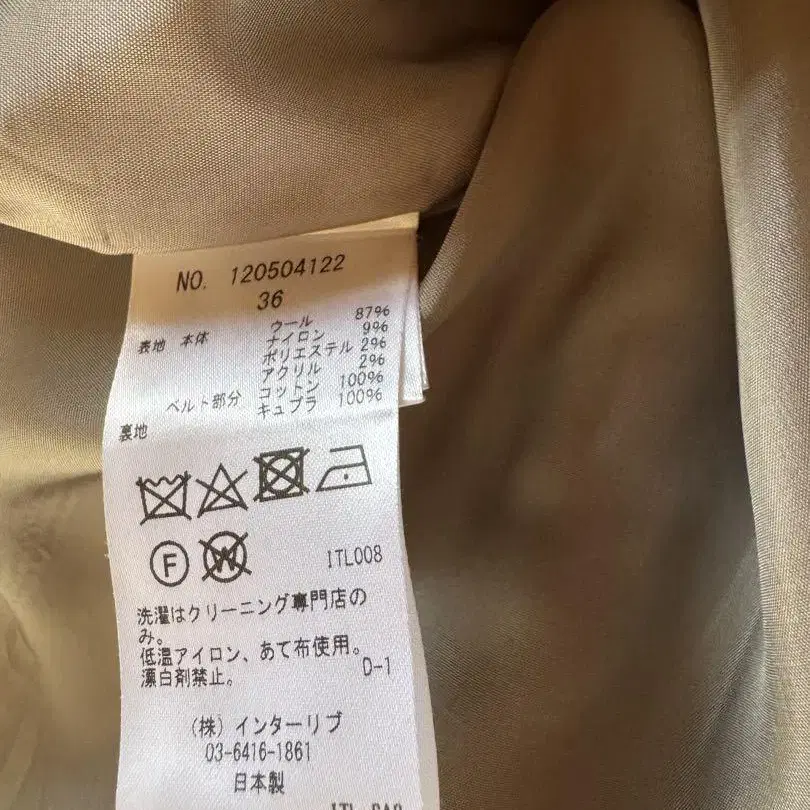 NO. 120504122
36
表地 本体 ウール 87%
ナイロン 9%
ポリエステル 2%
アクリル 2%
ベルト部分 コットン 100%
裏地 キュプラ 100%
F W ITL008
洗濯はクリーニング専門店の
み。
低温アイロン、あて布使用。
漂白剤禁止。 D-1
(株) インターリブ
03-6416-1861
日本製